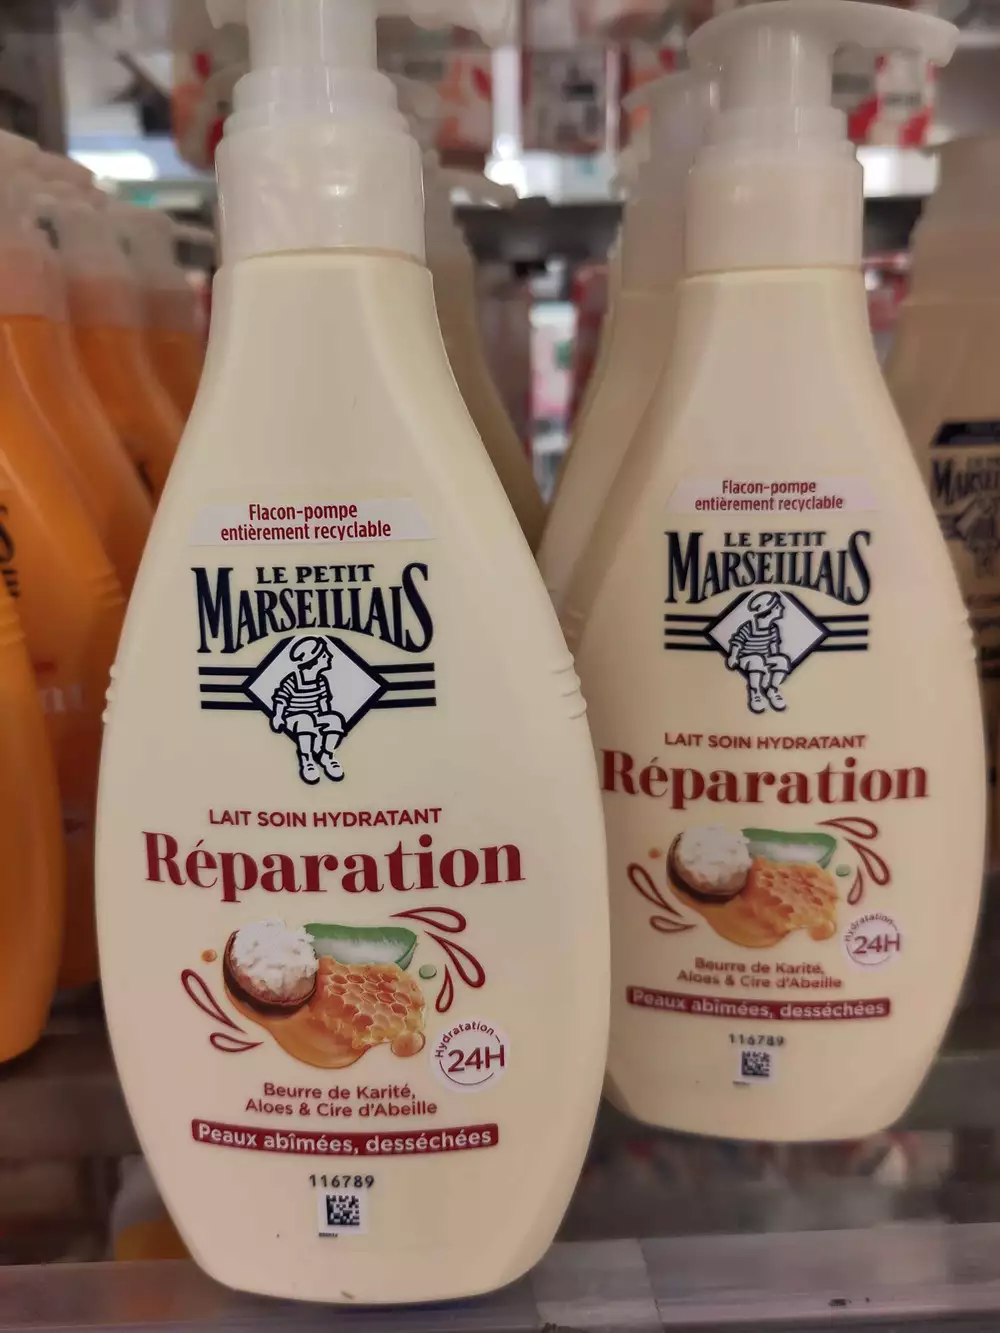 Flacon-pompe
entièrement recyclable
LE PETIT
MARSEILLAIS
LAIT SOIN HYDRATANT
Réparation
Hydratation
24H
Beurre de Karité,
Aloes & Cire d'Abeille
Peaux abîmées, desséchées
116789
Flacon-pompe
entièrement recyclable
LE PETIT
MARSEILLAIS
LAIT SOIN HYDRATANT
Réparation
Hydratation
24H
Beurre de Karité,
Aloes & Cire d'Abeille
Peaux abîmées, desséchées
116789